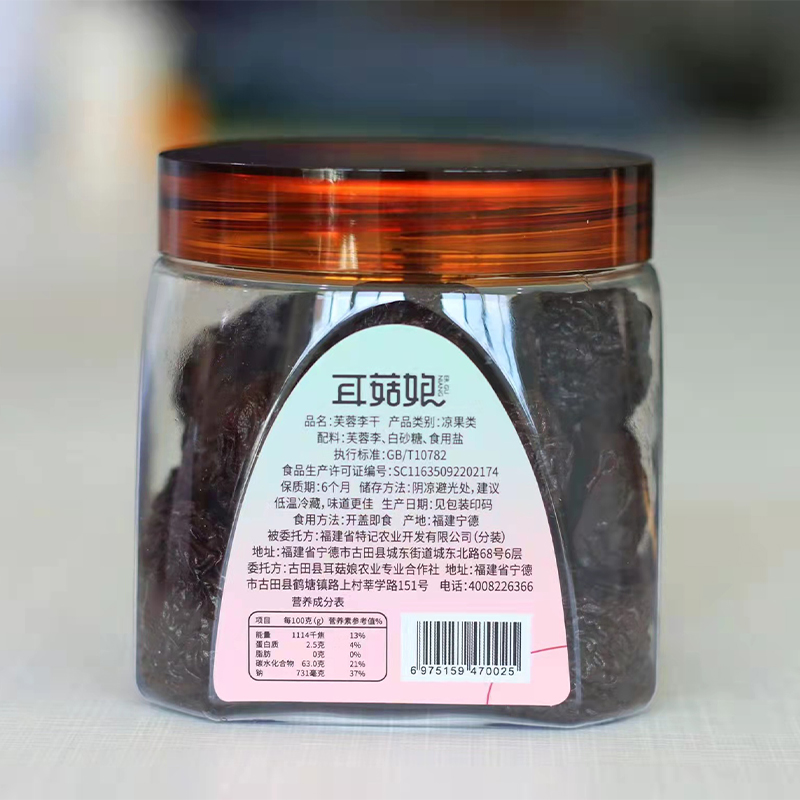 耳菇娘
ER GU
NIANG
品名:芙蓉李干 产品类别:凉果类
配料:芙蓉李、白砂糖、食用盐
执行标准:GB/T10782
食品生产许可证编号:SC11635092202174
保质期:6个月 储存方法:阴凉避光处,建议
低温冷藏,味道更佳 生产日期:见包装印码
食用方法:开盖即食 产地:福建宁德
被委托方:福建省特记农业开发有限公司(分装)
地址:福建省宁德市古田县城东街道城东北路68号6层
委托方:古田县耳菇娘农业专业合作社 地址:福建省宁德
市古田县鹤塘镇路上村莘学路151号 电话:4008226366
营养成分表
项目 每100克(g) 营养素参考值%
能量 1114千焦 13%
蛋白质 2.5克 4%
脂肪 0克 0%
碳水化合物 63.0克 21%
钠 731毫克 37%
6 975159 470025